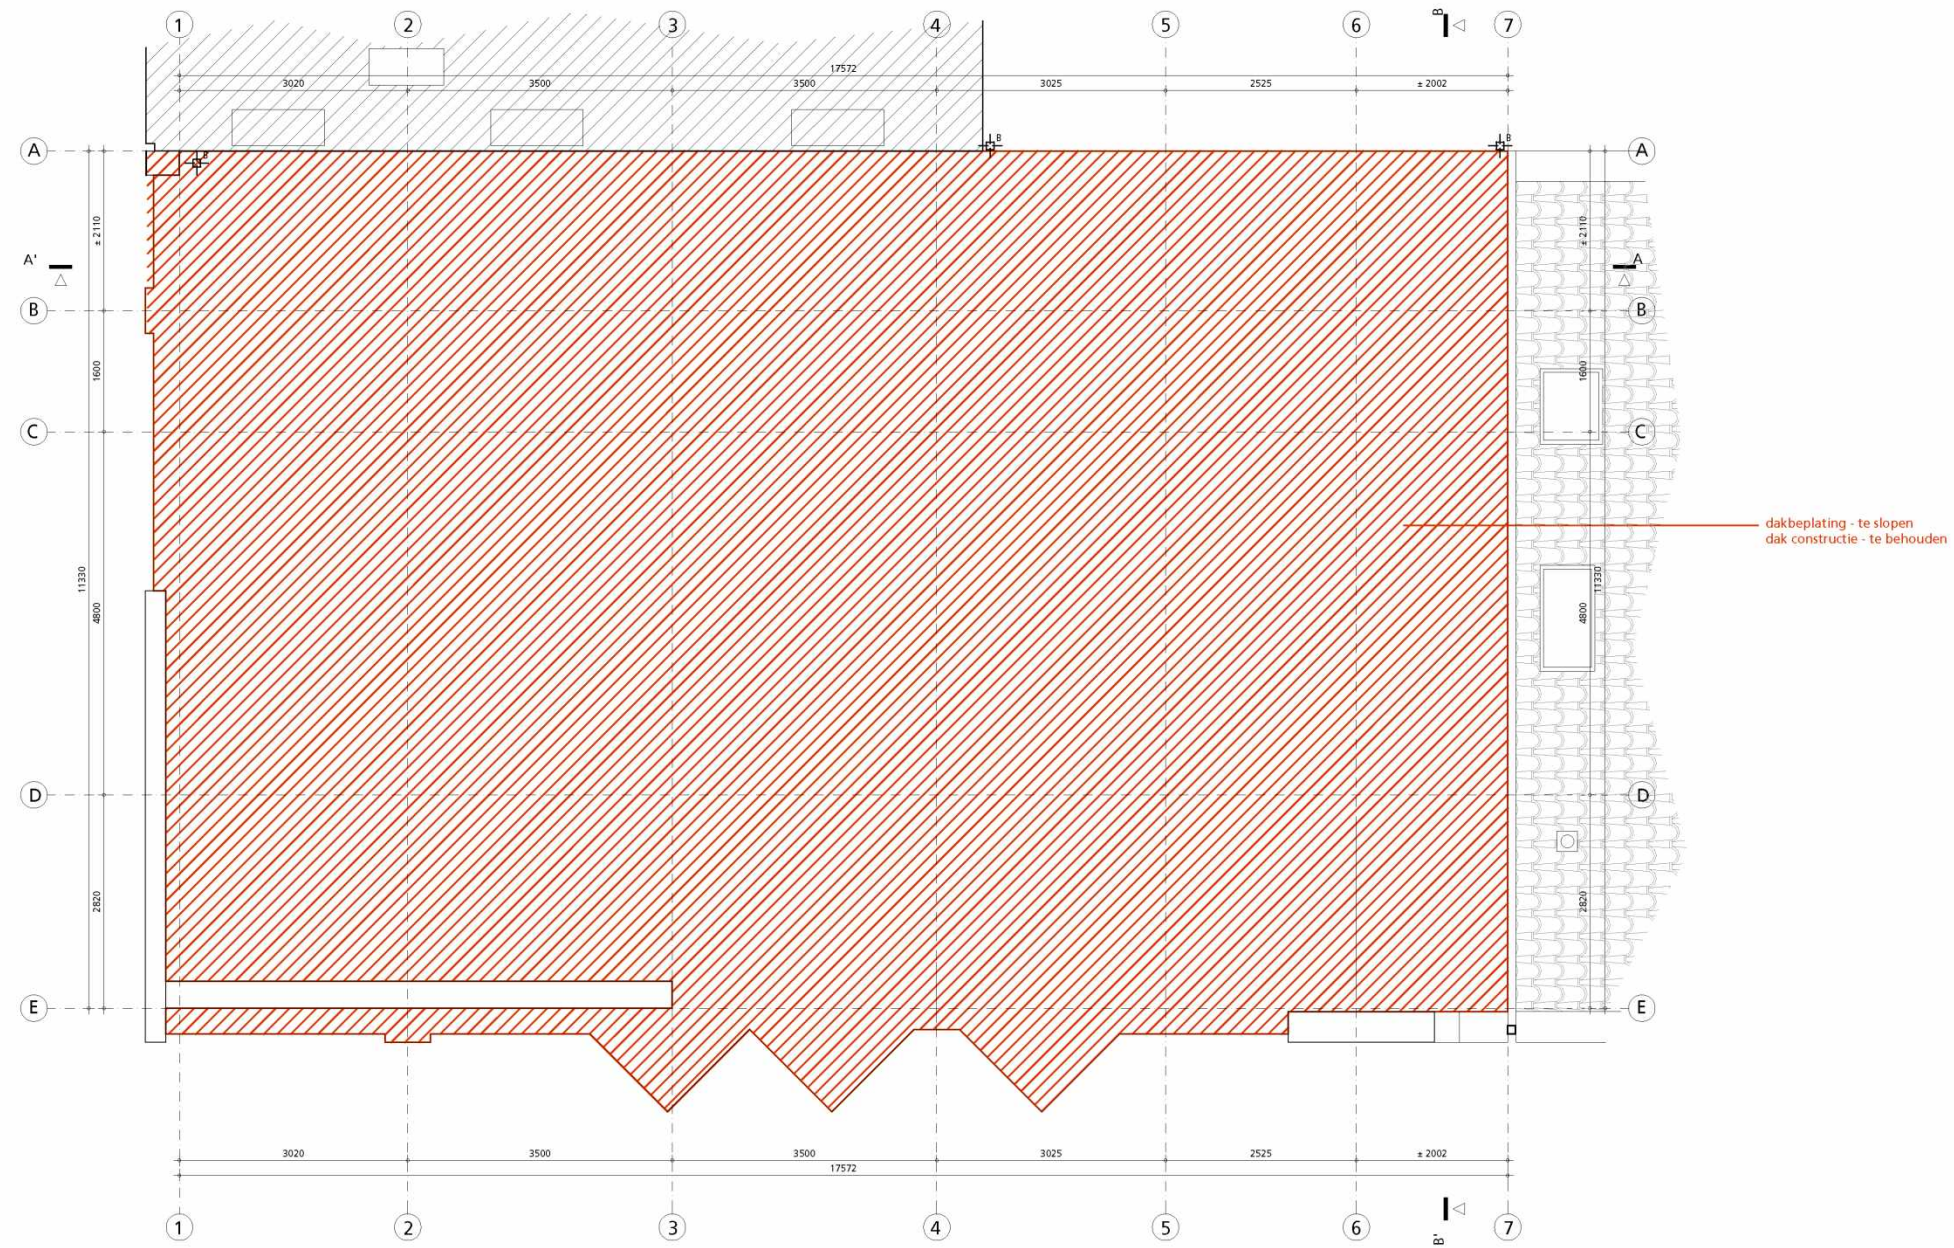 1 2 3 4 5 6 7
B
17572
3020 3500 3500 3025 2525 ± 2002
B B B
A A
± 2110 ± 2110
A' A
B B
1600 1600
C C
dakbeplating - te slopen
dak constructie - te behouden
11330 11330
4800 4800
D D
2820 2820
E E
3020 3500 3500 3025 2525 ± 2002
17572
1 2 3 4 5 6 7
B'